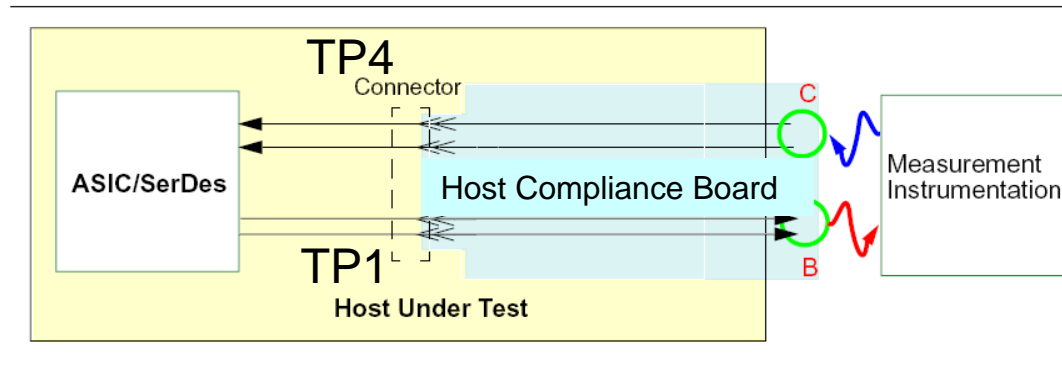 TP4
Connector
C
ASIC/SerDes
Host Compliance Board
Measurement
Instrumentation
TP1
B
Host Under Test